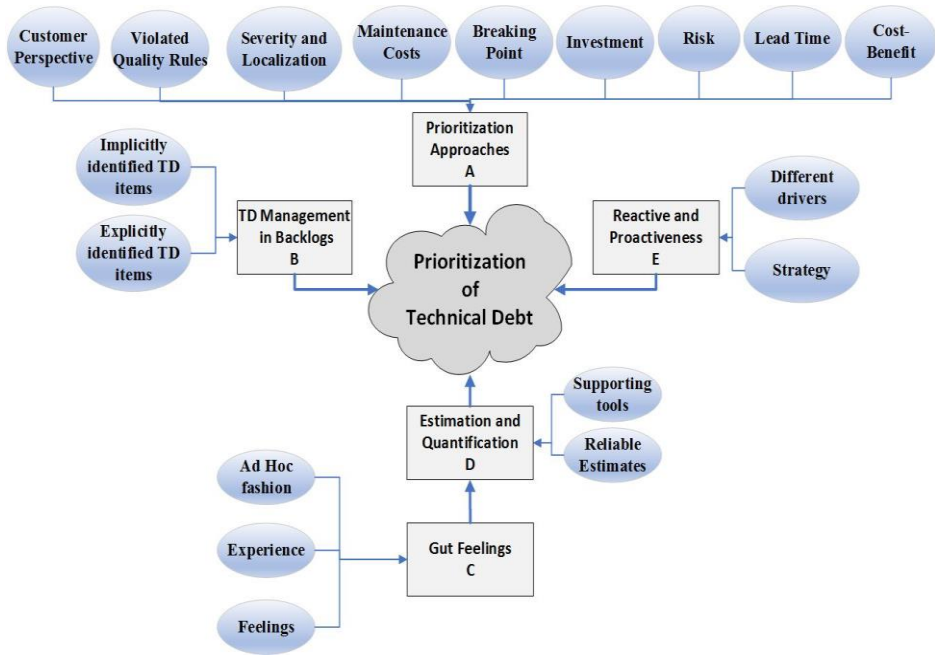 Customer
Perspective
Violated
Quality Rules
Severity and
Localization
Maintenance
Costs
Breaking
Point
Investment
Risk
Lead Time
Cost-
Benefit
Prioritization
Approaches
A
Implicitly
identified TD
items
Explicitly
identified TD
items
TD Management
in Backlogs
B
Reactive and
Proactiveness
E
Different
drivers
Strategy
Prioritization
of
Technical Debt
Estimation and
Quantification
D
Supporting
tools
Reliable
Estimates
Ad Hoc
fashion
Experience
Feelings
Gut Feelings
C